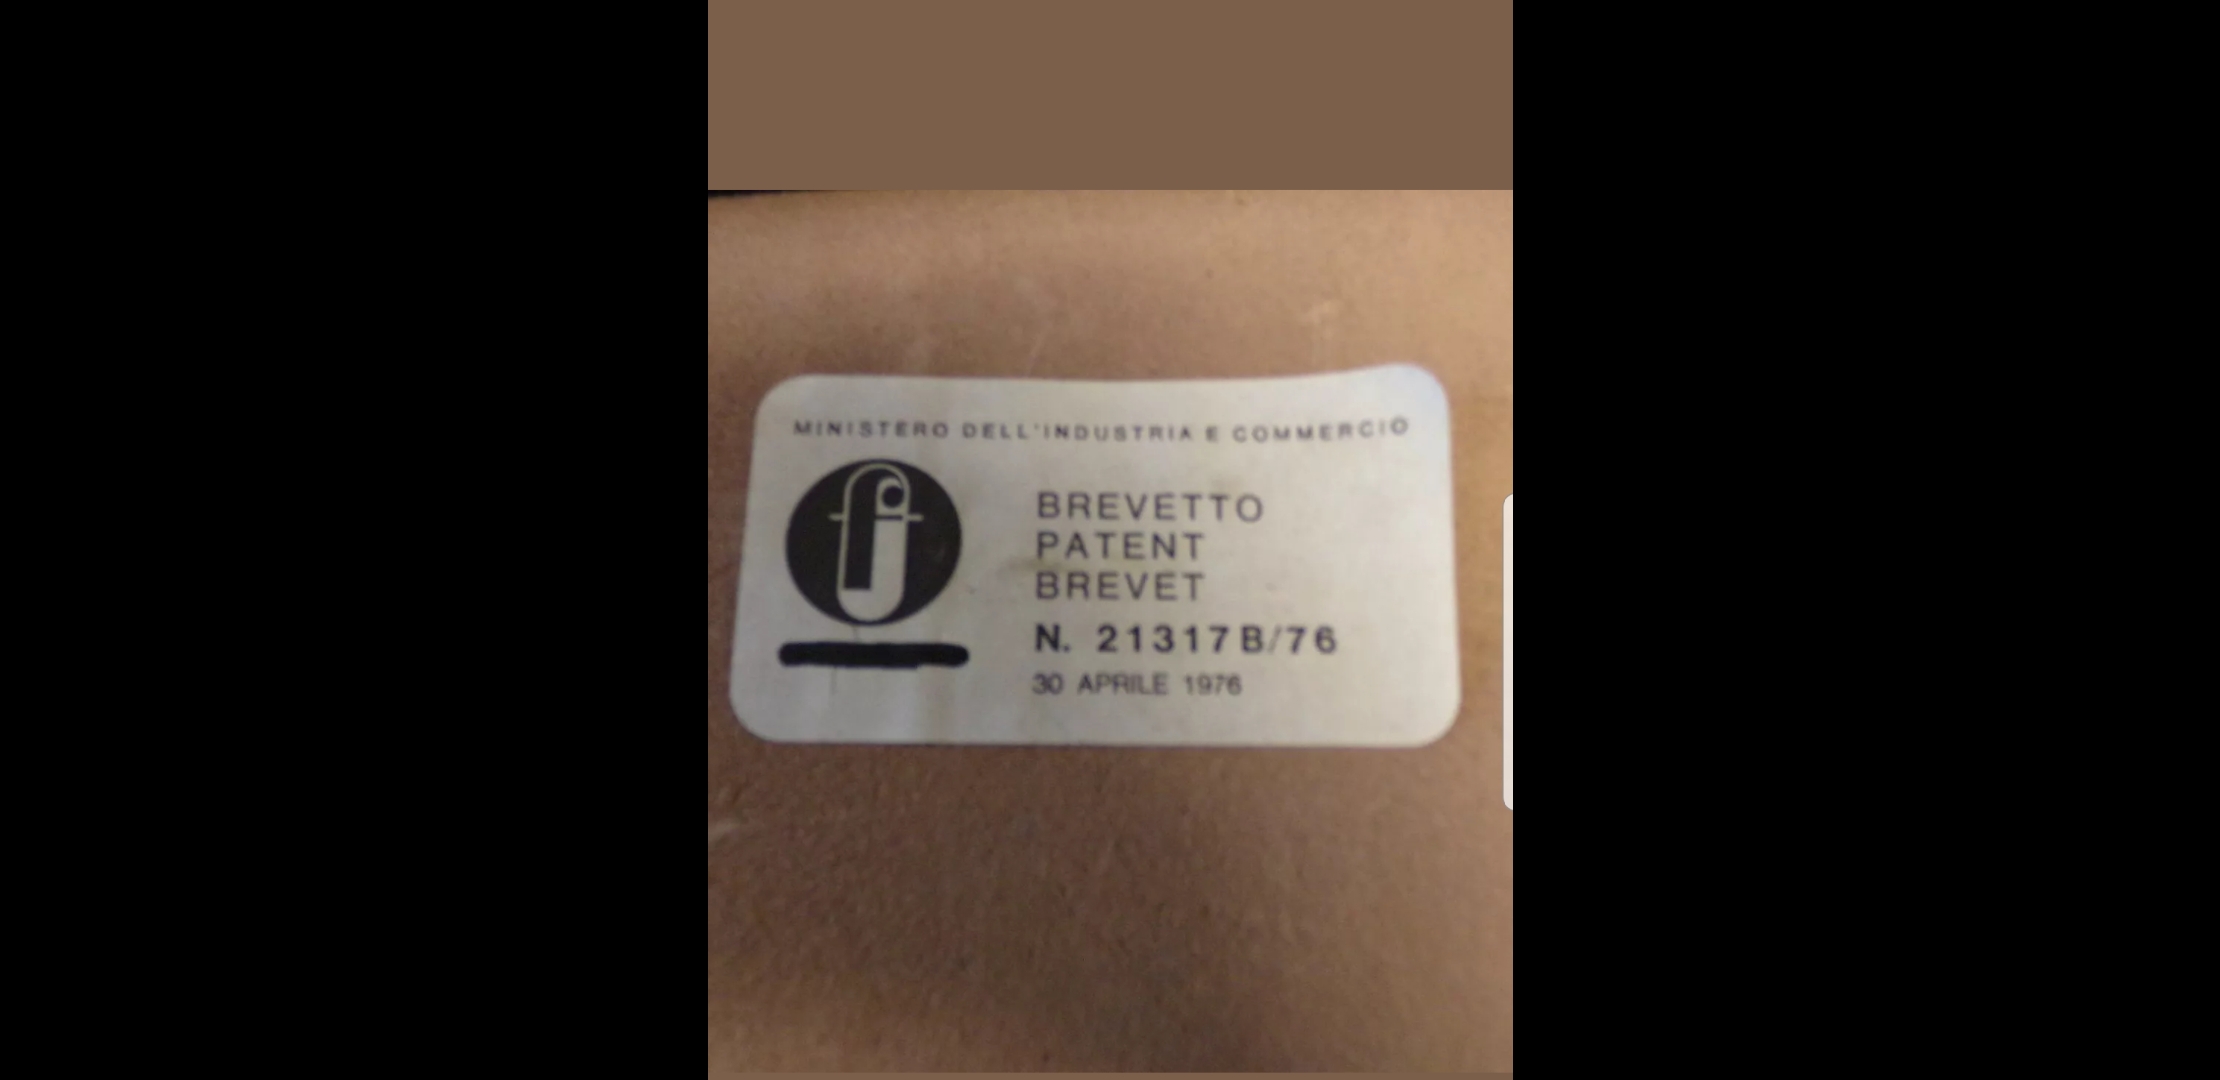 MINISTERO DELL'INDUSTRIA E COMMERCIO
f
BREVETTO
PATENT
BREVET
N. 21317B/76
30 APRILE 1976